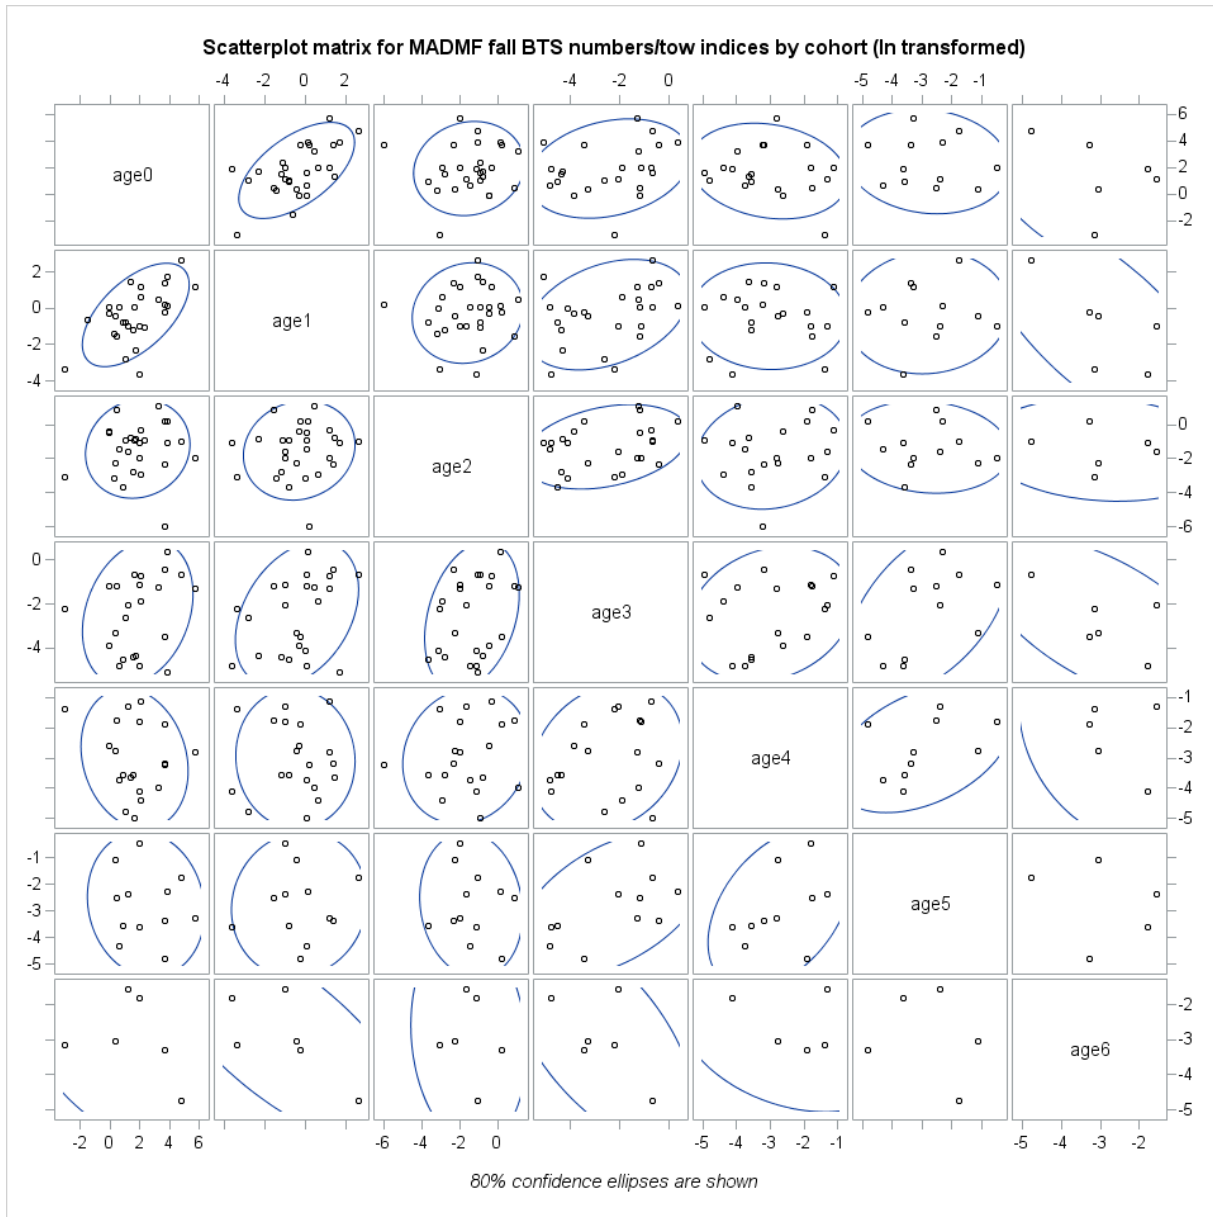 Scatterplot matrix for MADMF fall BTS numbers/tow indices by cohort (ln transformed)
-4 -2 0 2 -4 -2 0 -5 -4 -3 -2 -1
age0
6
4
2
0
-2
2
0
-2
-4
age1
age2
0
-2
-4
-6
0
-2
-4
age3
age4
-1
-2
-3
-4
-5
-1
-2
-3
-4
-5
age5
age6
-2
-3
-4
-5
-2 0 2 4 6 -6 -4 -2 0 -5 -4 -3 -2 -1 -5 -4 -3 -2
80% confidence ellipses are shown